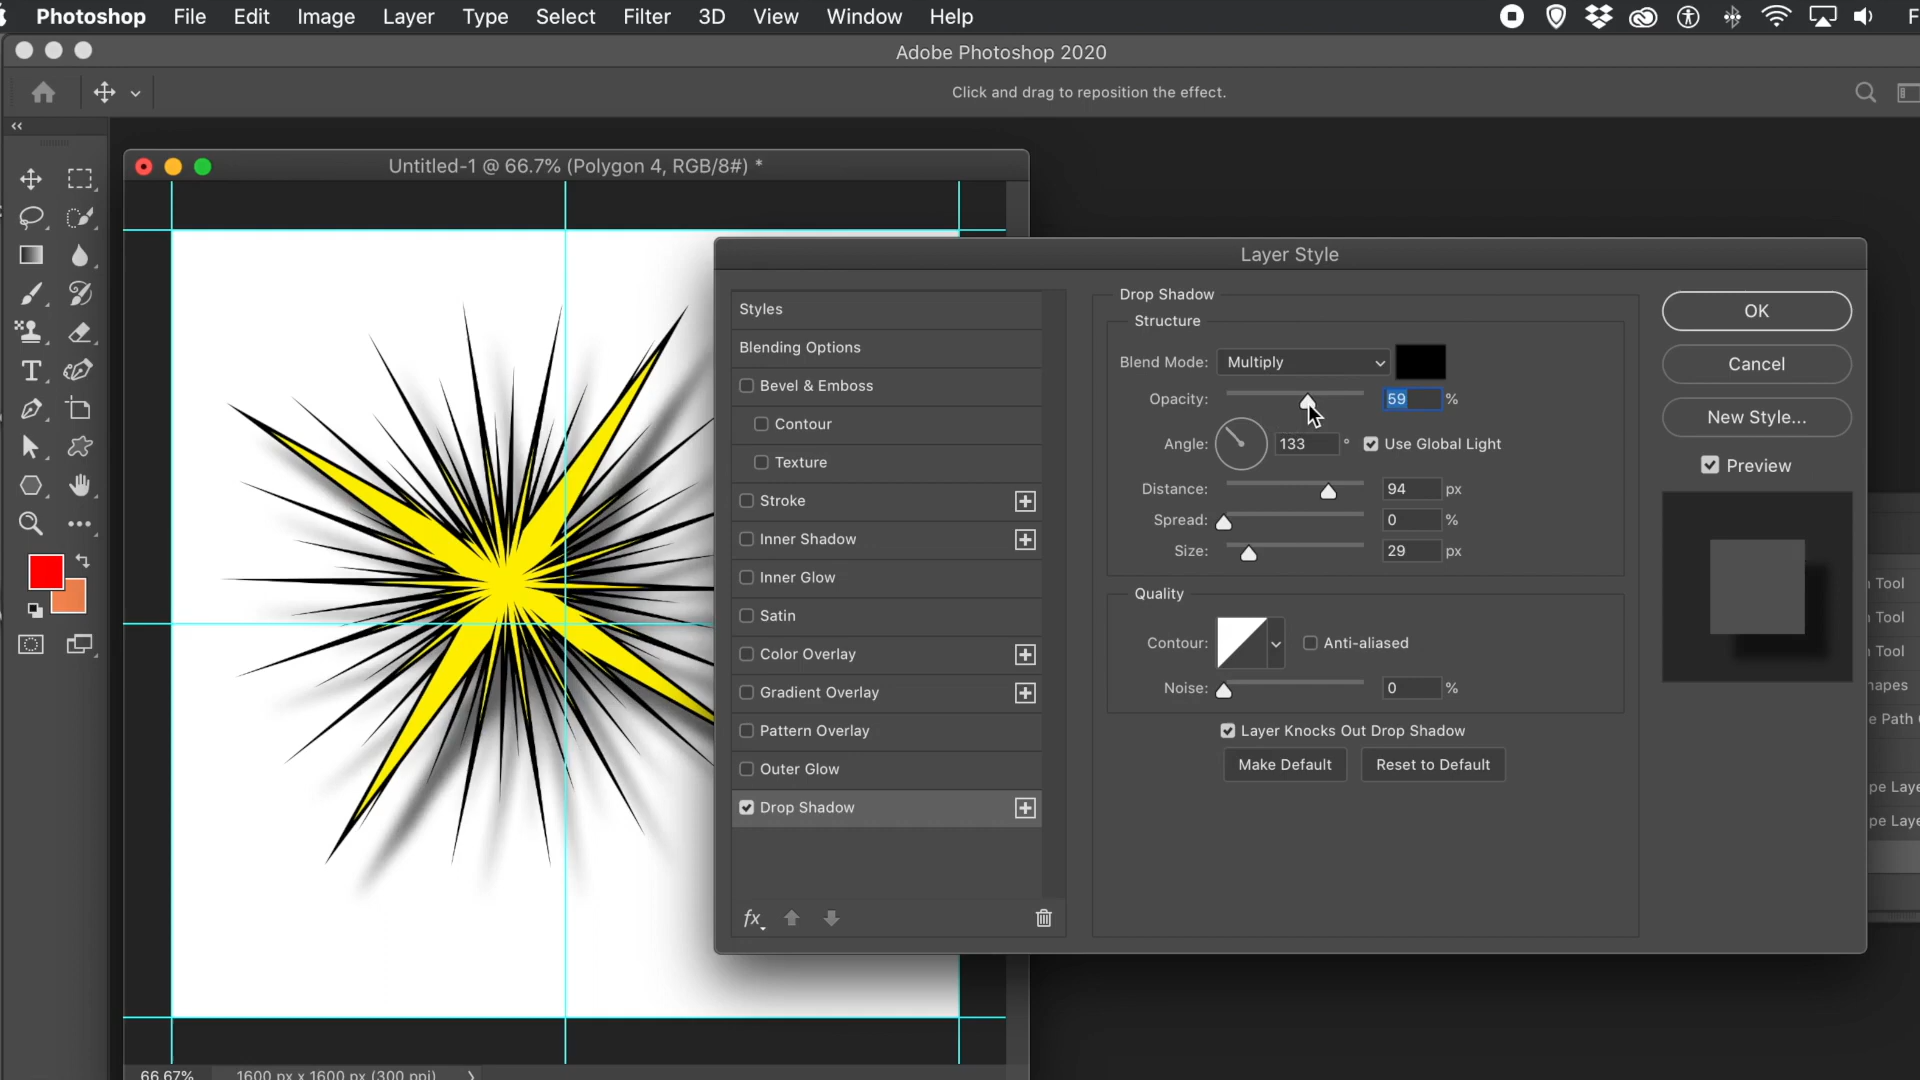 Photoshop File Edit Image Layer Type Select Filter 3D View Window Help F
Adobe Photoshop 2020
Click and drag to reposition the effect.
Untitled-1 @ 66.7% (Polygon 4, RGB/8#) *
Layer Style
Styles
Blending Options
Bevel & Emboss
Contour
Texture
Stroke
Inner Shadow
Inner Glow
Satin
Color Overlay
Gradient Overlay
Pattern Overlay
Outer Glow
Drop Shadow
fx
Drop Shadow
Structure
Blend Mode: Multiply
Opacity: 59 %
Angle: 133 ° Use Global Light
Distance: 94 px
Spread: 0 %
Size: 29 px
Quality
Contour: Anti-aliased
Noise: 0 %
Layer Knocks Out Drop Shadow
Make Default Reset to Default
OK
Cancel
New Style...
Preview
Tool
Tool
Tool
apes
e Path
pe Laye
pe Laye
66.67% 1600 px x 1600 px (300 ppi)